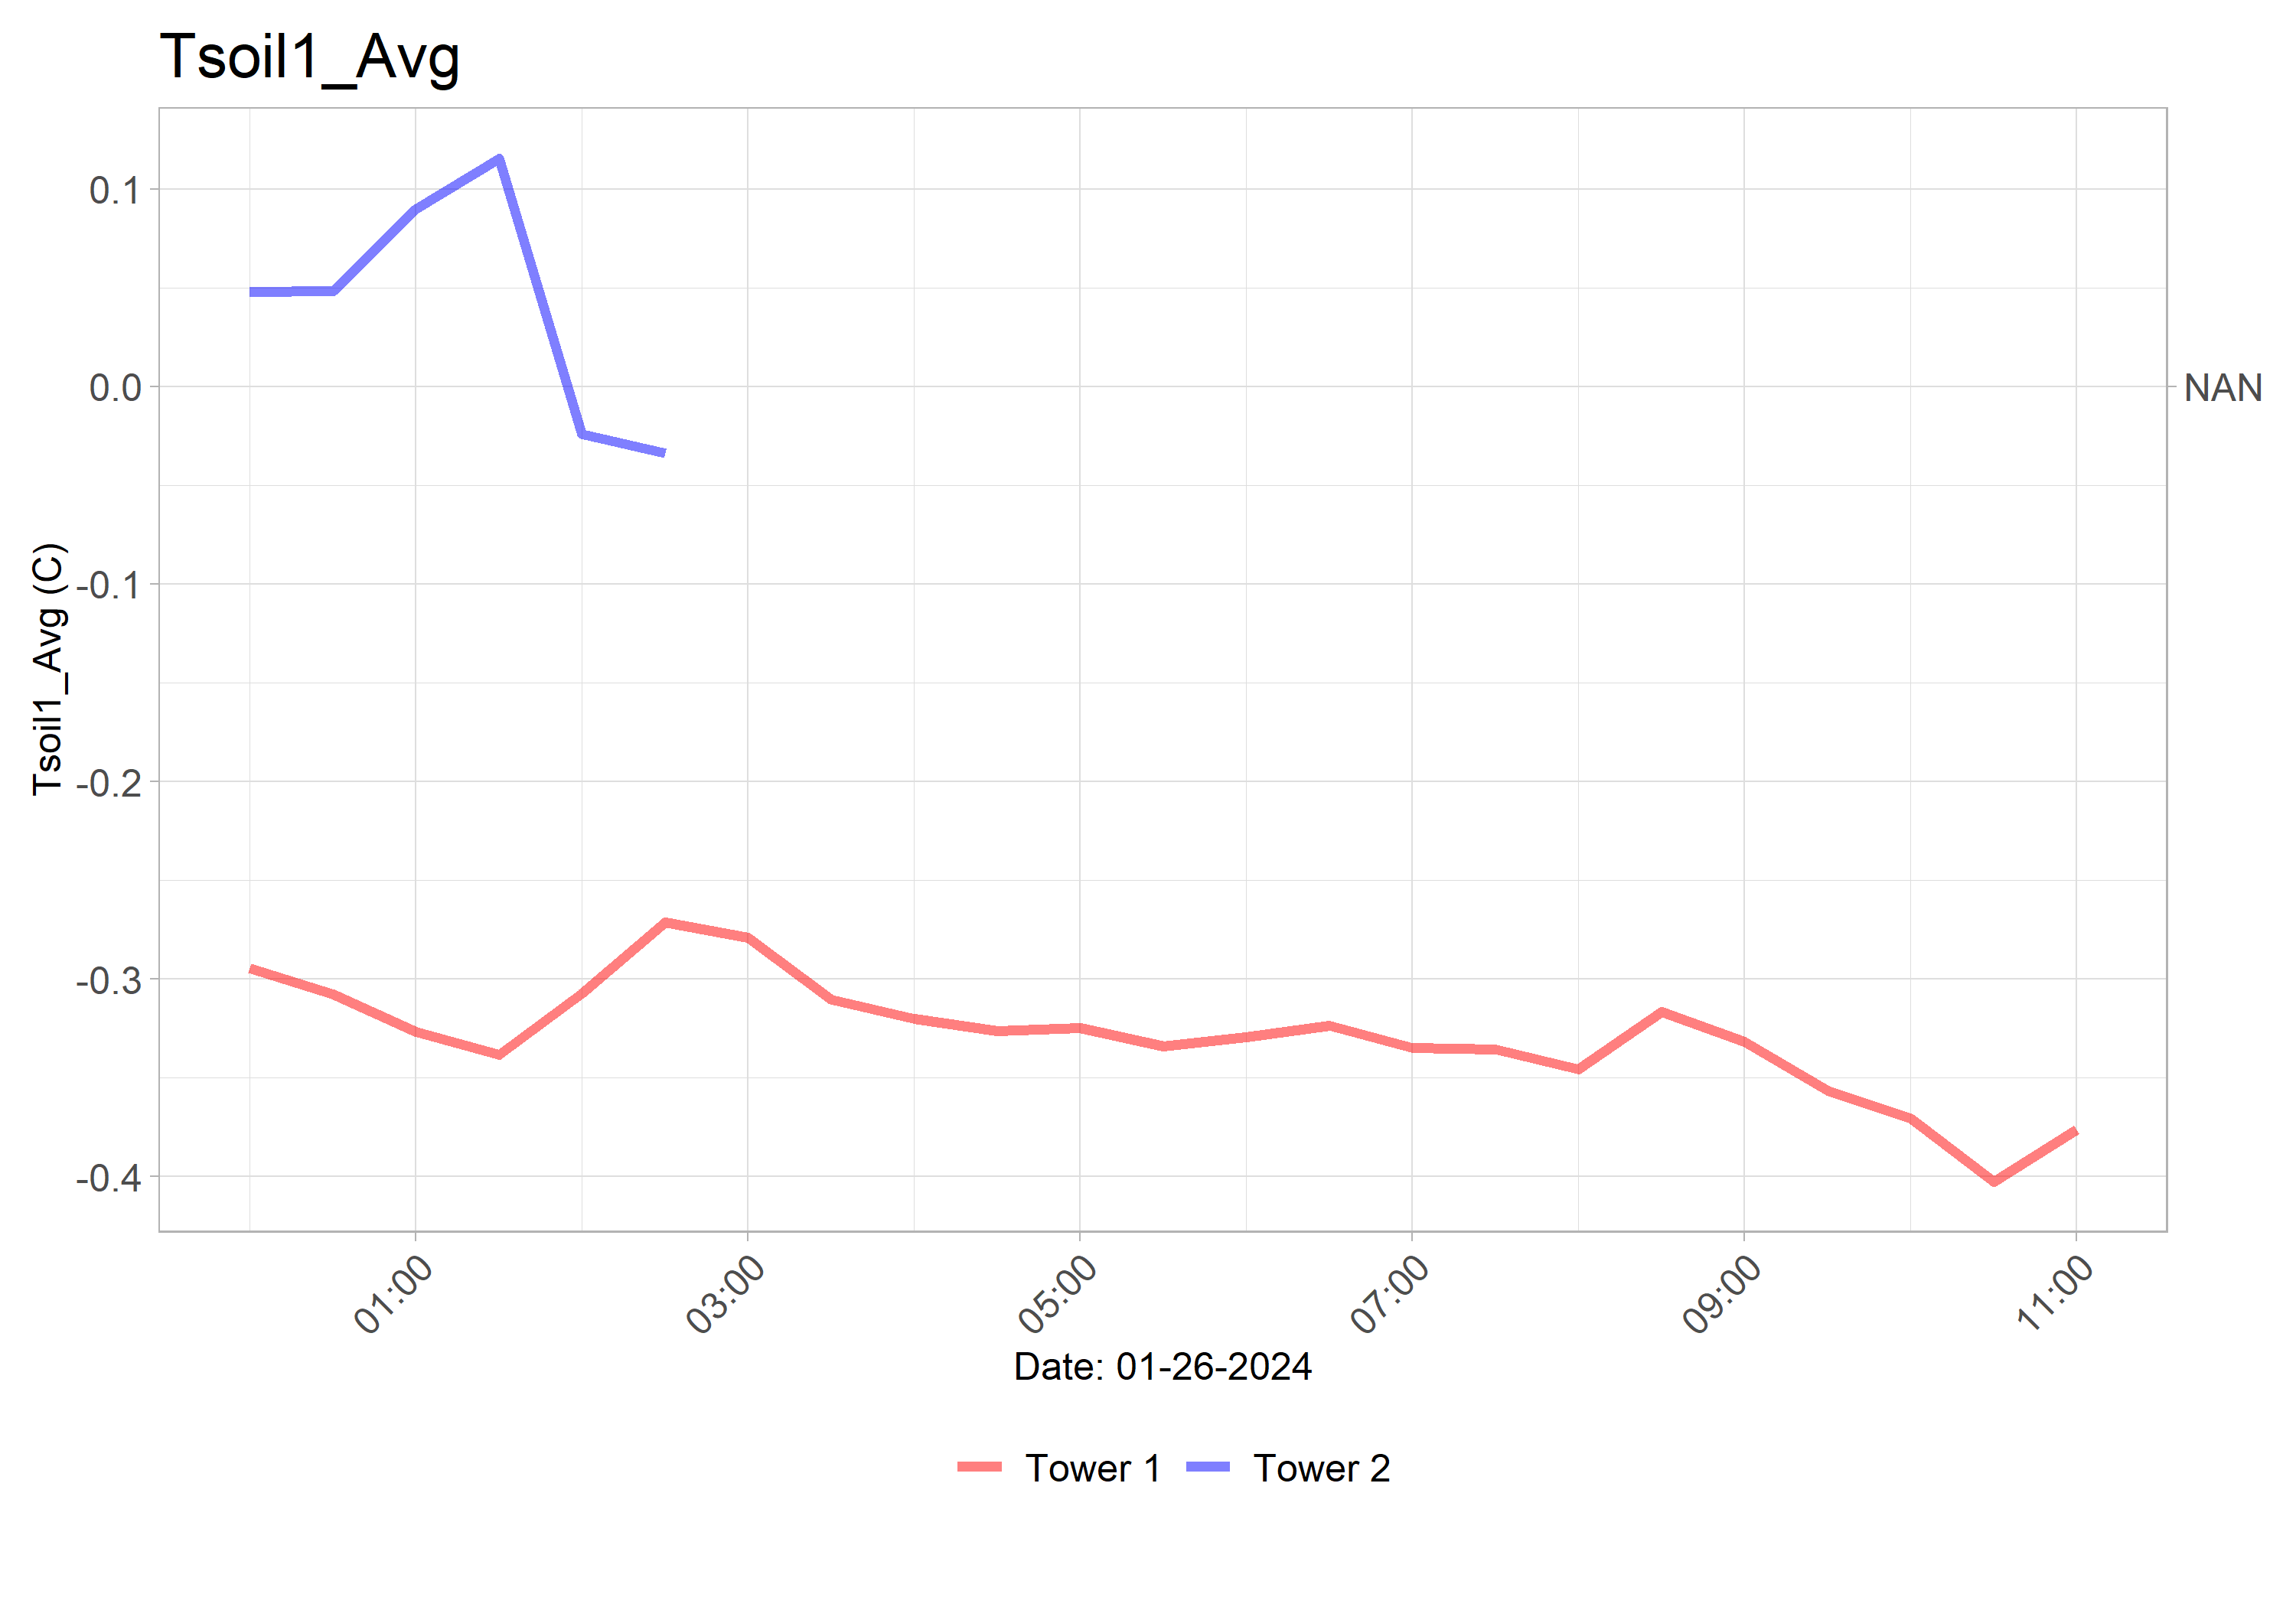 Tsoil1_Avg
Tsoil1_Avg (C)
0.1
0.0
-0.1
-0.2
-0.3
-0.4
NAN
01:00
03:00
05:00
07:00
09:00
11:00
Date: 01-26-2024
Tower 1
Tower 2